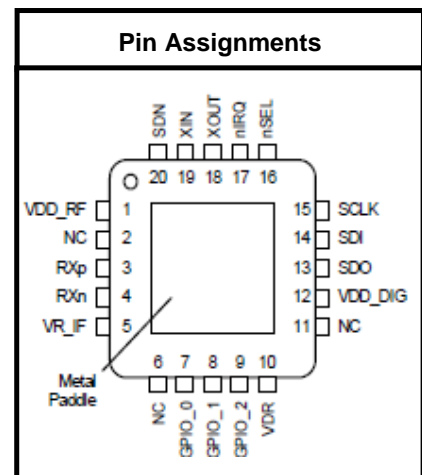 Pin Assignments
SDN
XIN
XOUT
nIRQ
nSEL
20 19 18 17 16
VDD_RF 1
NC 2
RXp 3
RXn 4
VR_IF 5
15 SCLK
14 SDI
13 SDO
12 VDD_DIG
11 NC
6 7 8 9 10
Metal
Paddle
NC
GPIO_0
GPIO_1
GPIO_2
VDR